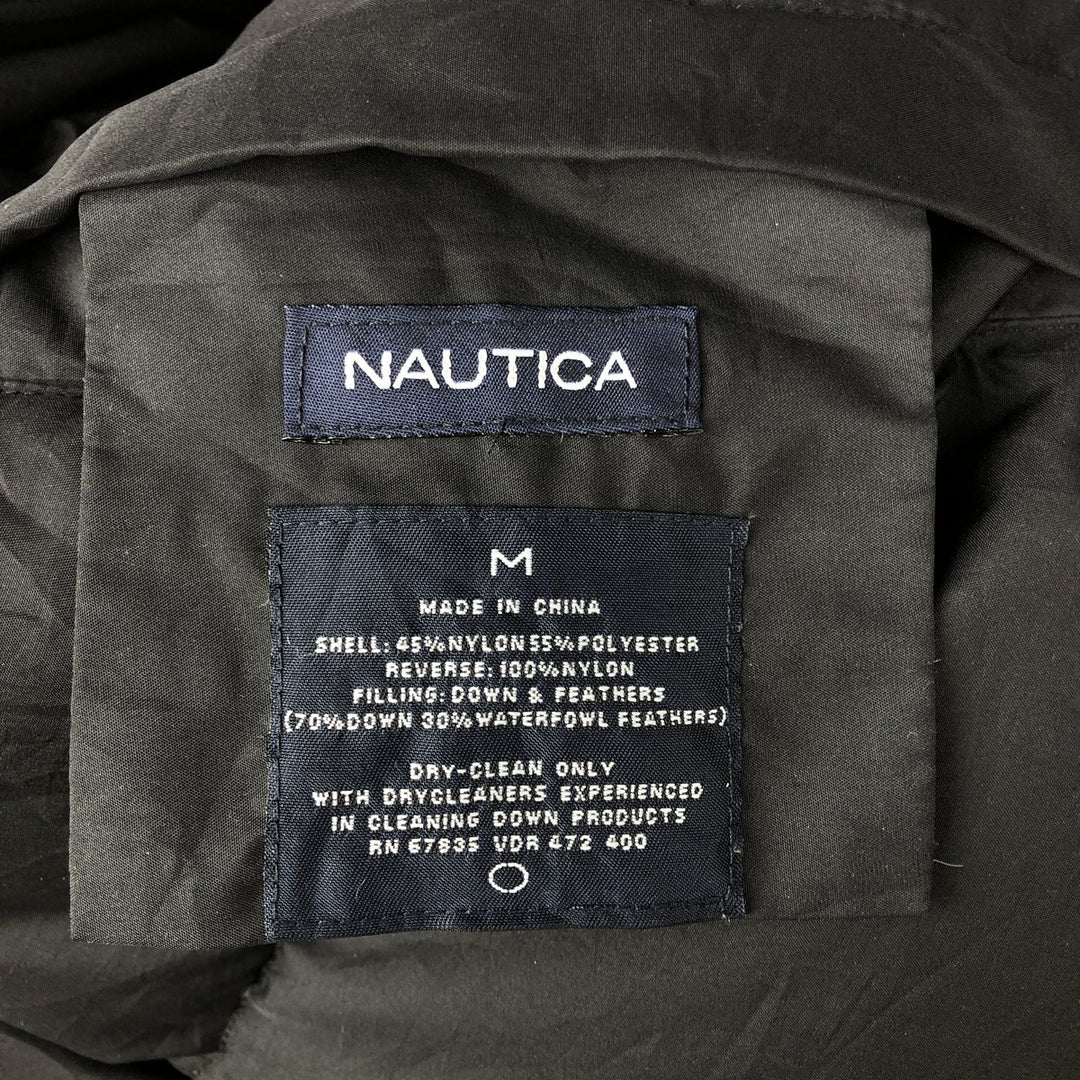 NAUTICA
M
MADE IN CHINA
SHELL: 45% NYLON 55% POLYESTER
REVERSE: 100% NYLON
FILLING: DOWN & FEATHERS
(70% DOWN 30% WATERFOWL FEATHERS)
DRY-CLEAN ONLY
WITH DRYCLEANERS EXPERIENCED
IN CLEANING DOWN PRODUCTS
RN 67835 VDR 472 400